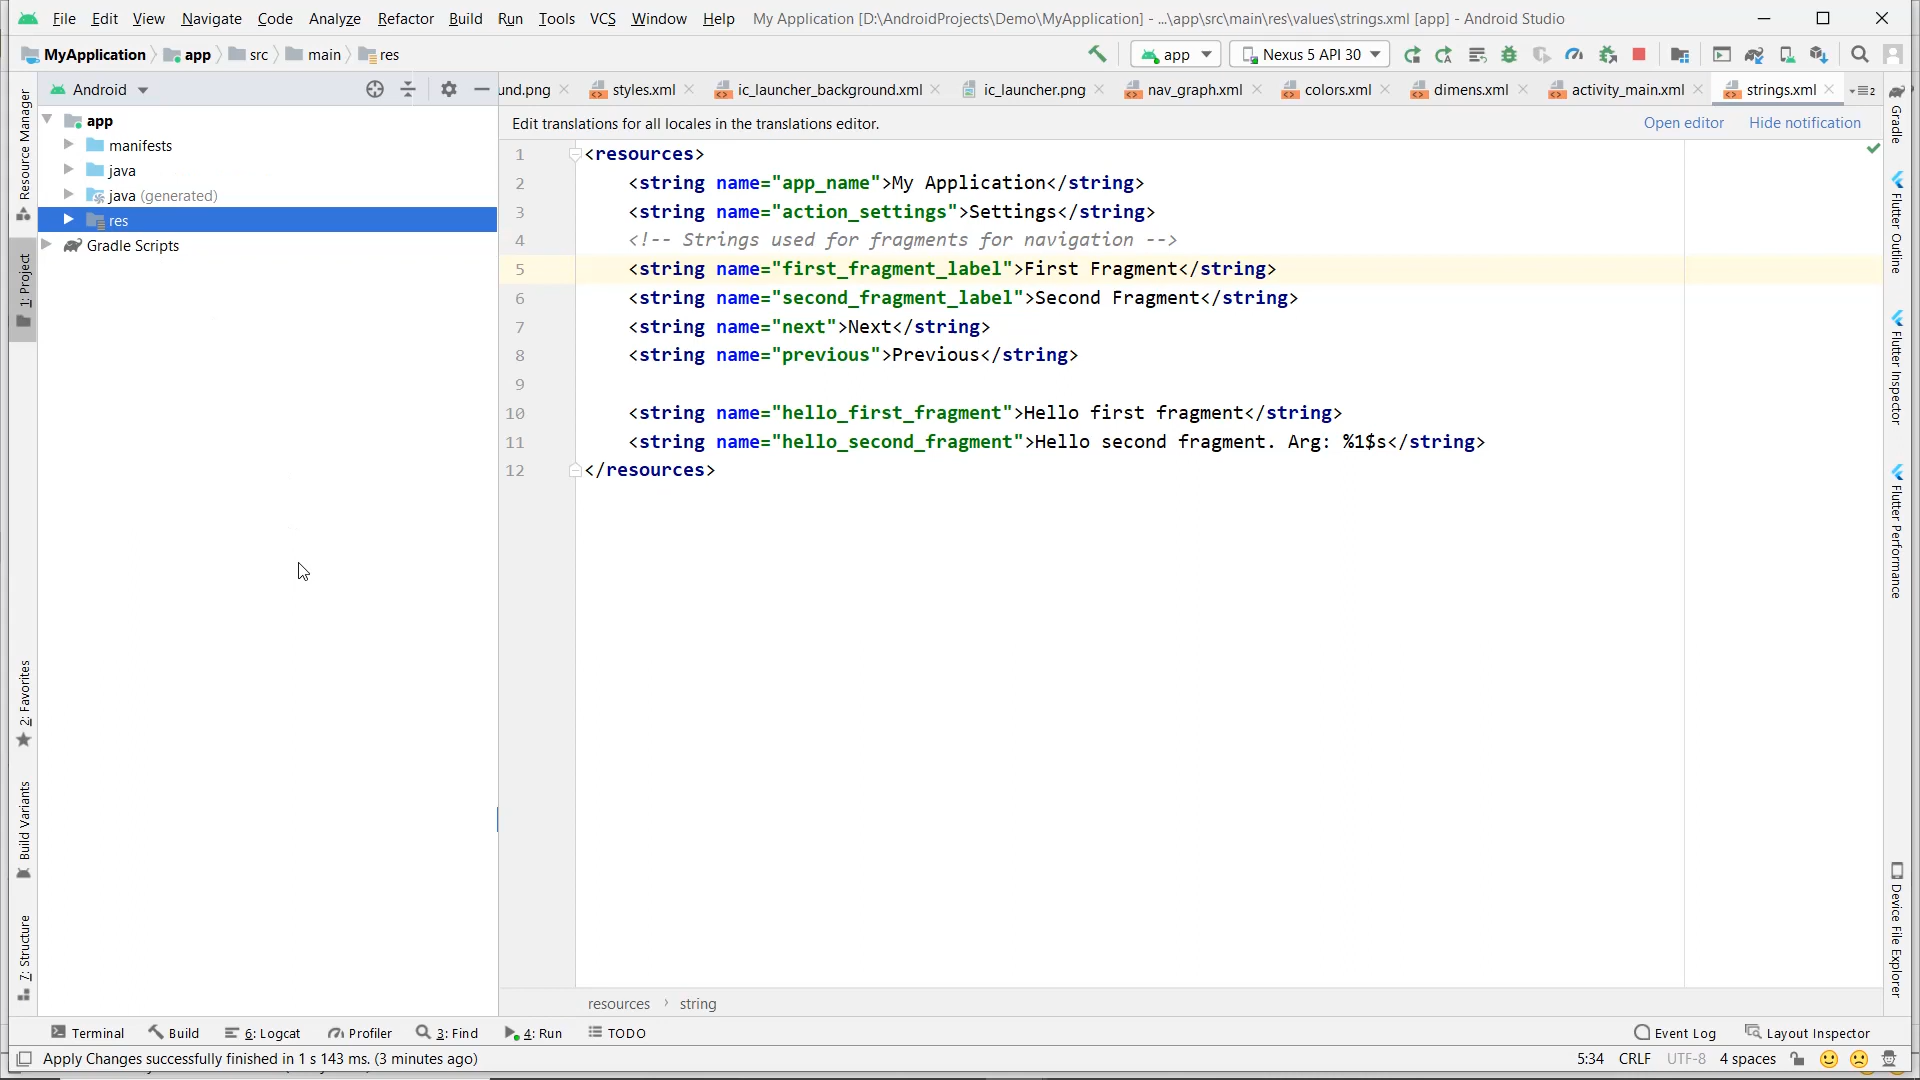 File Edit View Navigate Code Analyze Refactor Build Run Tools VCS Window Help My Application [D:\AndroidProjects\Demo\MyApplication] - ...\app\src\main\res\values\strings.xml [app] - Android Studio
MyApplication app src main res app Nexus 5 API 30
Android
und.png styles.xml ic_launcher_background.xml ic_launcher.png nav_graph.xml colors.xml dimens.xml activity_main.xml strings.xml 2
Edit translations for all locales in the translations editor. Open editor Hide notification
app
manifests
java
java (generated)
res
Gradle Scripts
1 <resources>
2 <string name="app_name">My Application</string>
3 <string name="action_settings">Settings</string>
4 <!-- Strings used for fragments for navigation -->
5 <string name="first_fragment_label">First Fragment</string>
6 <string name="second_fragment_label">Second Fragment</string>
7 <string name="next">Next</string>
8 <string name="previous">Previous</string>
9
10 <string name="hello_first_fragment">Hello first fragment</string>
11 <string name="hello_second_fragment">Hello second fragment. Arg: %1$s</string>
12 </resources>
Resource Manager
1: Project
2: Favorites
Build Variants
7: Structure
Gradle
Flutter Outline
Flutter Inspector
Flutter Performance
Device File Explorer
resources › string
Terminal Build 6: Logcat Profiler 3: Find 4: Run TODO Event Log Layout Inspector
Apply Changes successfully finished in 1 s 143 ms. (3 minutes ago) 5:34 CRLF UTF-8 4 spaces